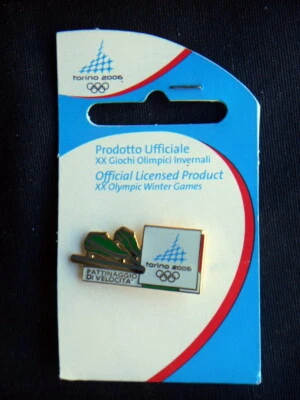 torino 2006
Prodotto Ufficiale
XX Giochi Olimpici Invernali
Official Licensed Product
XX Olympic Winter Games
PATTINAGGIO
DI VELOCITA'
torino 2006